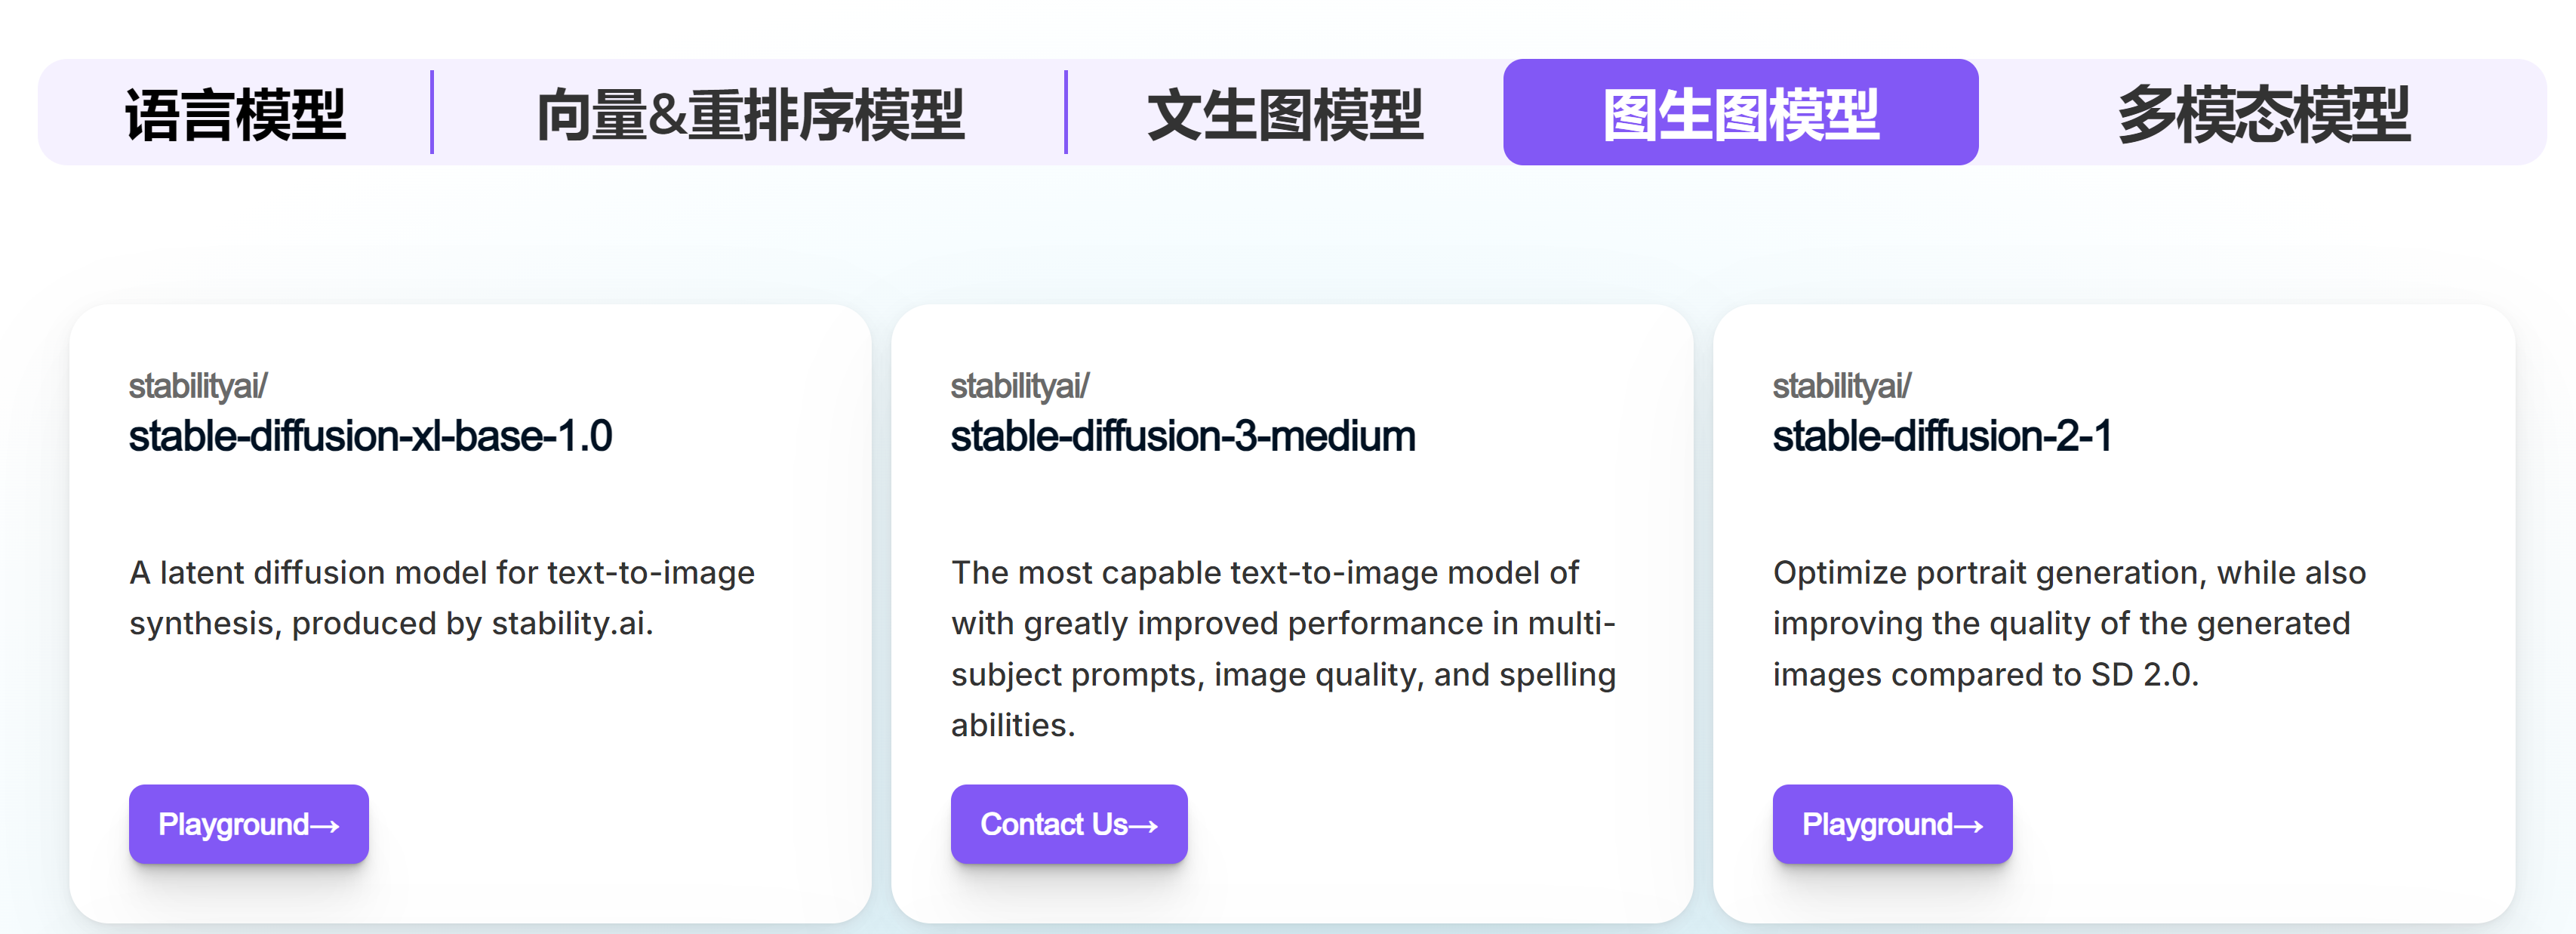 语言模型
向量&重排序模型
文生图模型
图生图模型
多模态模型
stabilityai/
stable-diffusion-xl-base-1.0
A latent diffusion model for text-to-image
synthesis, produced by stability.ai.
Playground→
stabilityai/
stable-diffusion-3-medium
The most capable text-to-image model of
with greatly improved performance in multi-
subject prompts, image quality, and spelling
abilities.
Contact Us→
stabilityai/
stable-diffusion-2-1
Optimize portrait generation, while also
improving the quality of the generated
images compared to SD 2.0.
Playground→